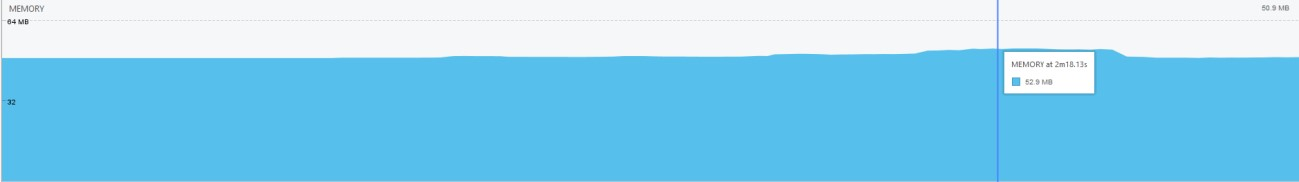 MEMORY
50.9 MB
64 MB
MEMORY at 2m18.13s
52.9 MB
32